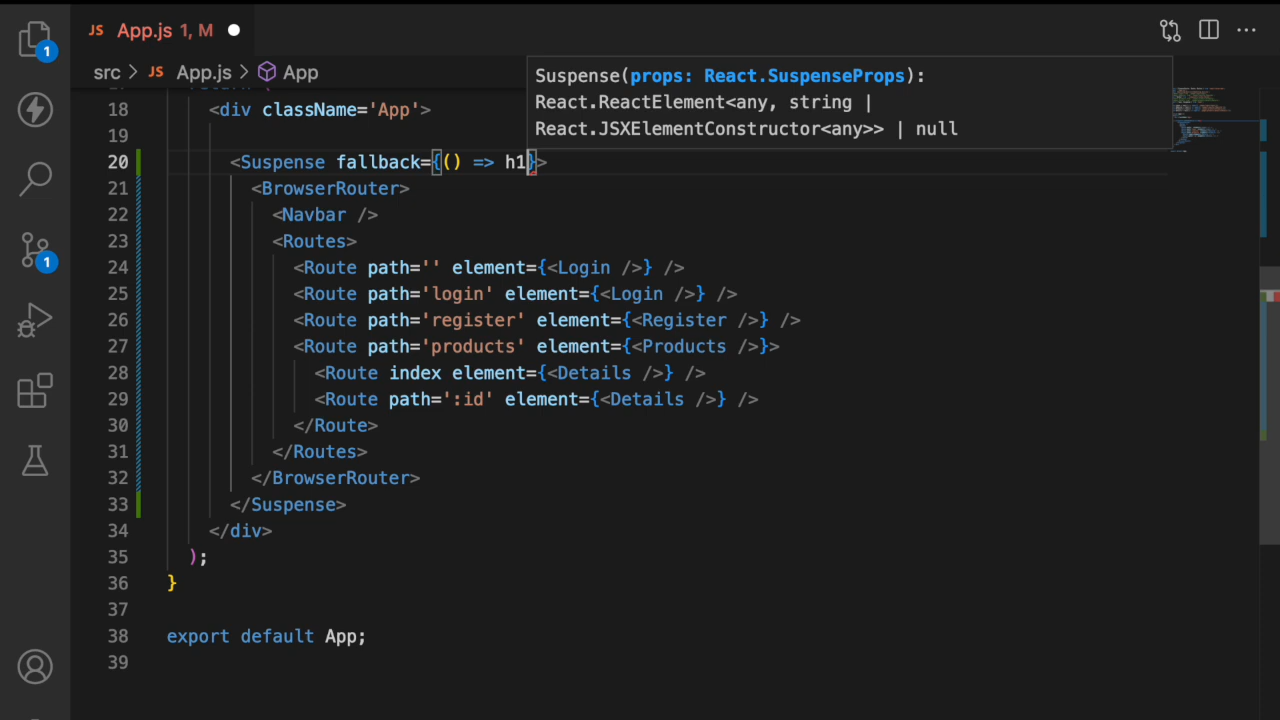 JS App.js 1, M
src > JS App.js > App
Suspense(props: React.SuspenseProps):
React.ReactElement<any, string |
React.JSXElementConstructor<any>> | null
1
18 <div className='App'>
19
20 <Suspense fallback={() => h1}>
21 <BrowserRouter>
22 <Navbar />
23 <Routes>
24 <Route path='' element={<Login />} />
25 <Route path='login' element={<Login />} />
26 <Route path='register' element={<Register />} />
27 <Route path='products' element={<Products />}>
28 <Route index element={<Details />} />
29 <Route path=':id' element={<Details />} />
30 </Route>
31 </Routes>
32 </BrowserRouter>
33 </Suspense>
34 </div>
35 );
36 }
37
38 export default App;
39
1